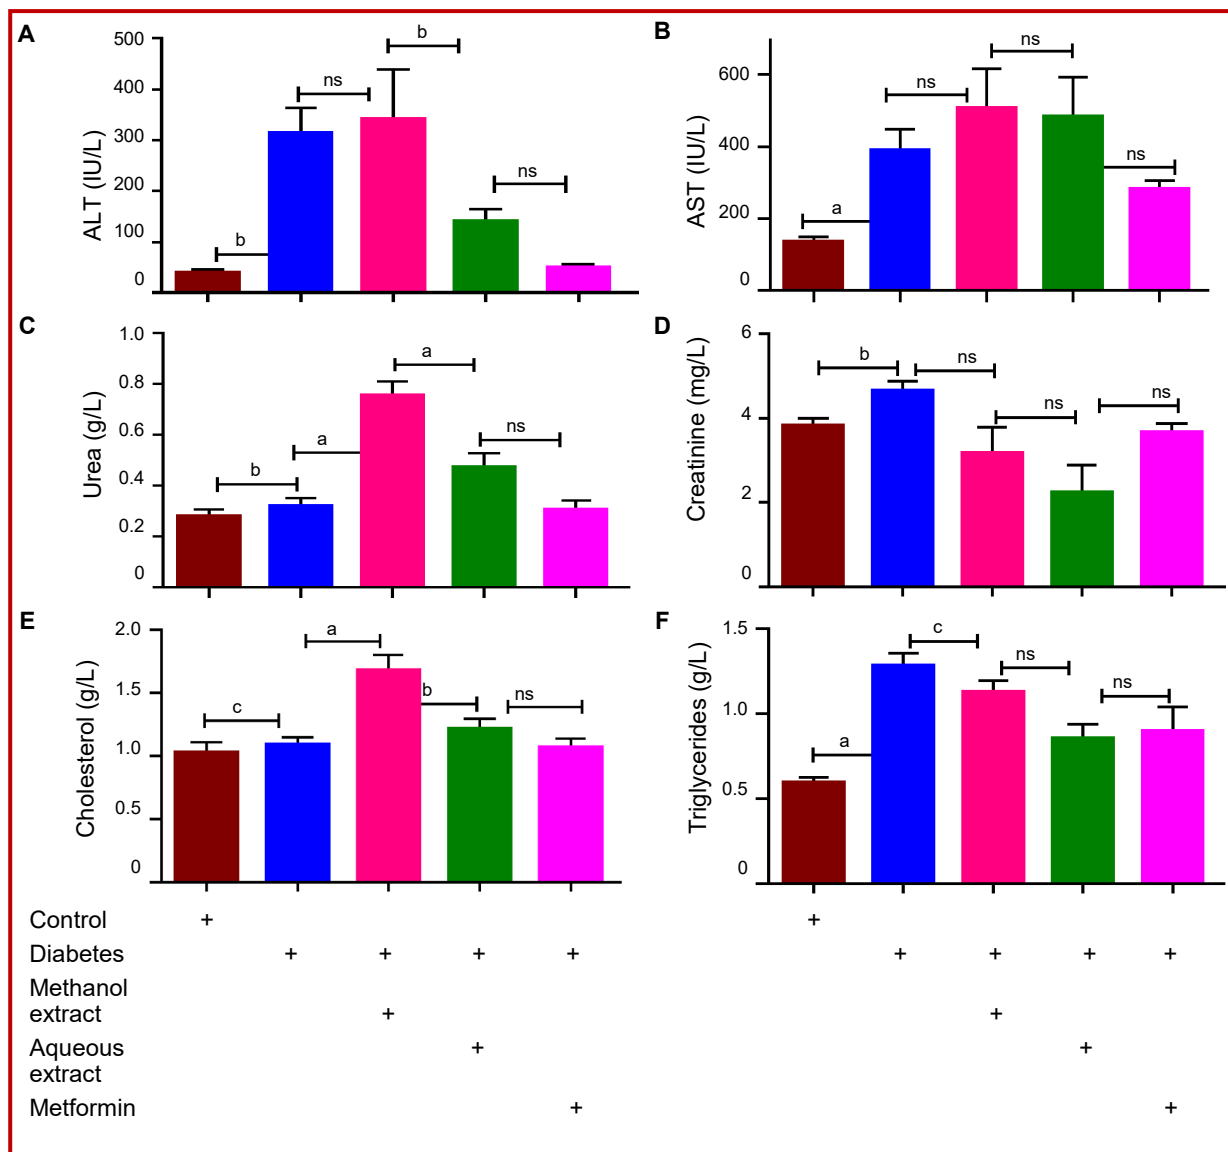 A
500
400
300
200
100
0
ALT (IU/L)
b
ns
b
ns
B
600
400
200
0
AST (IU/L)
a
ns
ns
ns
C
1.0
0.8
0.6
0.4
0.2
0
Urea (g/L)
b
a
a
ns
D
6
4
2
0
Creatinine (mg/L)
b
ns
ns
ns
E
2.0
1.5
1.0
0.5
0
Cholesterol (g/L)
c
a
b
ns
F
1.5
1.0
0.5
0
Triglycerides (g/L)
a
c
ns
ns
Control + +
Diabetes + + + + + + + +
Methanol
extract + +
Aqueous + +
extract
Metformin + +